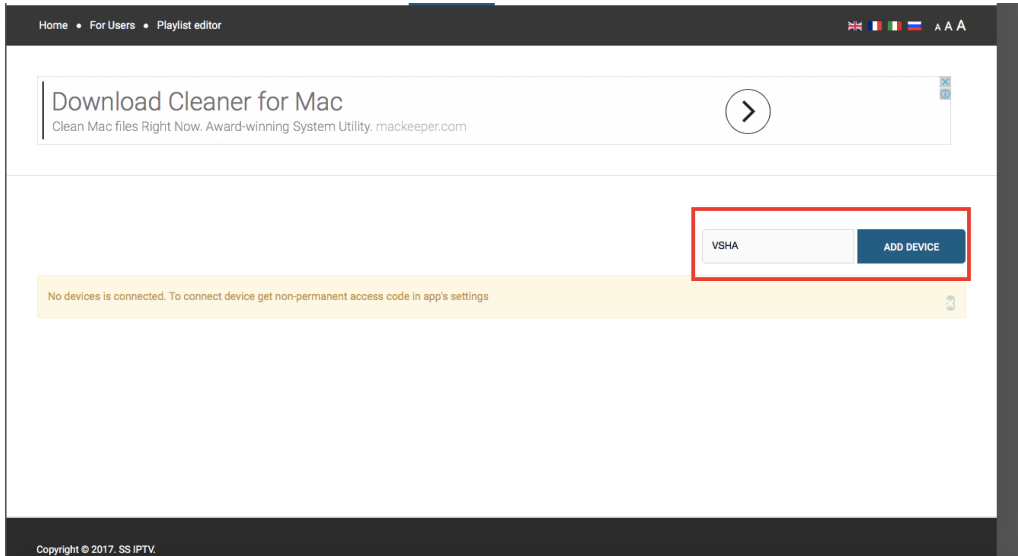 Home • For Users • Playlist editor A A A
Download Cleaner for Mac
Clean Mac files Right Now. Award-winning System Utility. mackeeper.com
VSHA ADD DEVICE
No devices is connected. To connect device get non-permanent access code in app's settings
Copyright © 2017. SS IPTV.